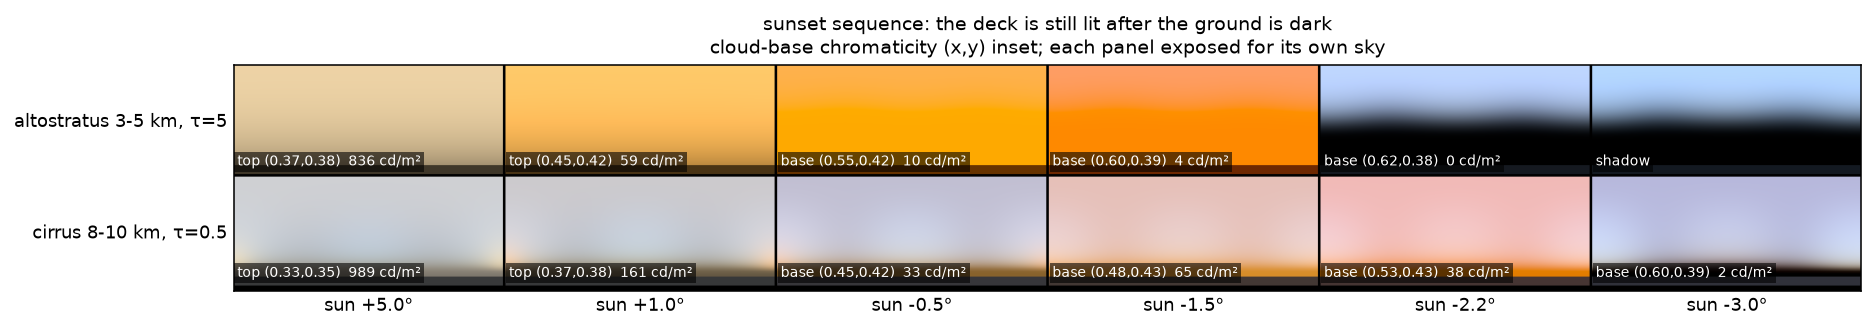 sunset sequence: the deck is still lit after the ground is dark
cloud-base chromaticity (x,y) inset; each panel exposed for its own sky
altostratus 3-5 km, τ=5
top (0.37,0.38)  836 cd/m²
top (0.45,0.42)  59 cd/m²
base (0.55,0.42)  10 cd/m²
base (0.60,0.39)  4 cd/m²
base (0.62,0.38)  0 cd/m²
shadow
cirrus 8-10 km, τ=0.5
top (0.33,0.35)  989 cd/m²
top (0.37,0.38)  161 cd/m²
base (0.45,0.42)  33 cd/m²
base (0.48,0.43)  65 cd/m²
base (0.53,0.43)  38 cd/m²
base (0.60,0.39)  2 cd/m²
sun +5.0°
sun +1.0°
sun -0.5°
sun -1.5°
sun -2.2°
sun -3.0°